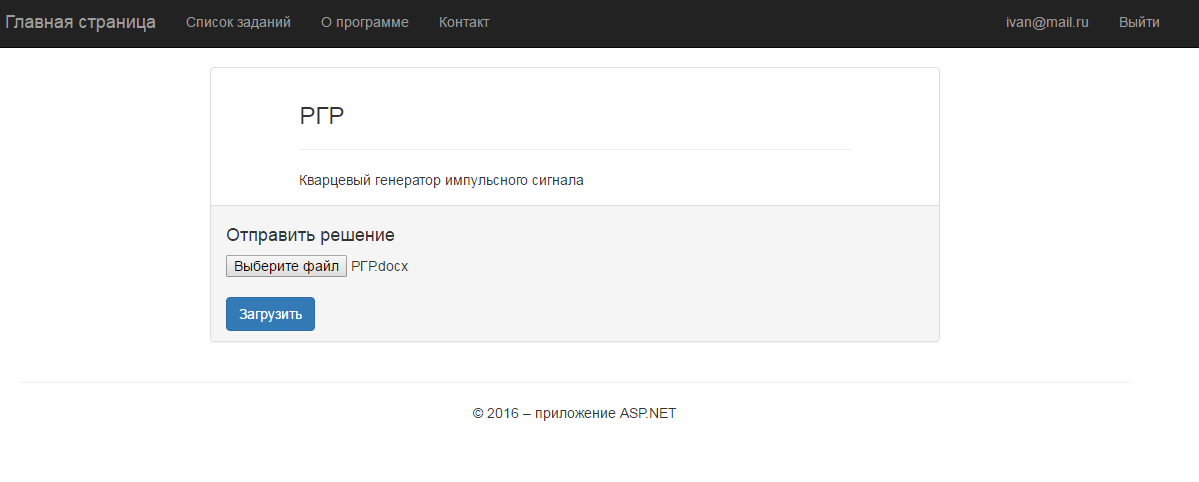 Главная страница Список заданий О программе Контакт ivan@mail.ru Выйти
РГР
Кварцевый генератор импульсного сигнала
Отправить решение
Выберите файл РГР.docx
Загрузить
© 2016 – приложение ASP.NET